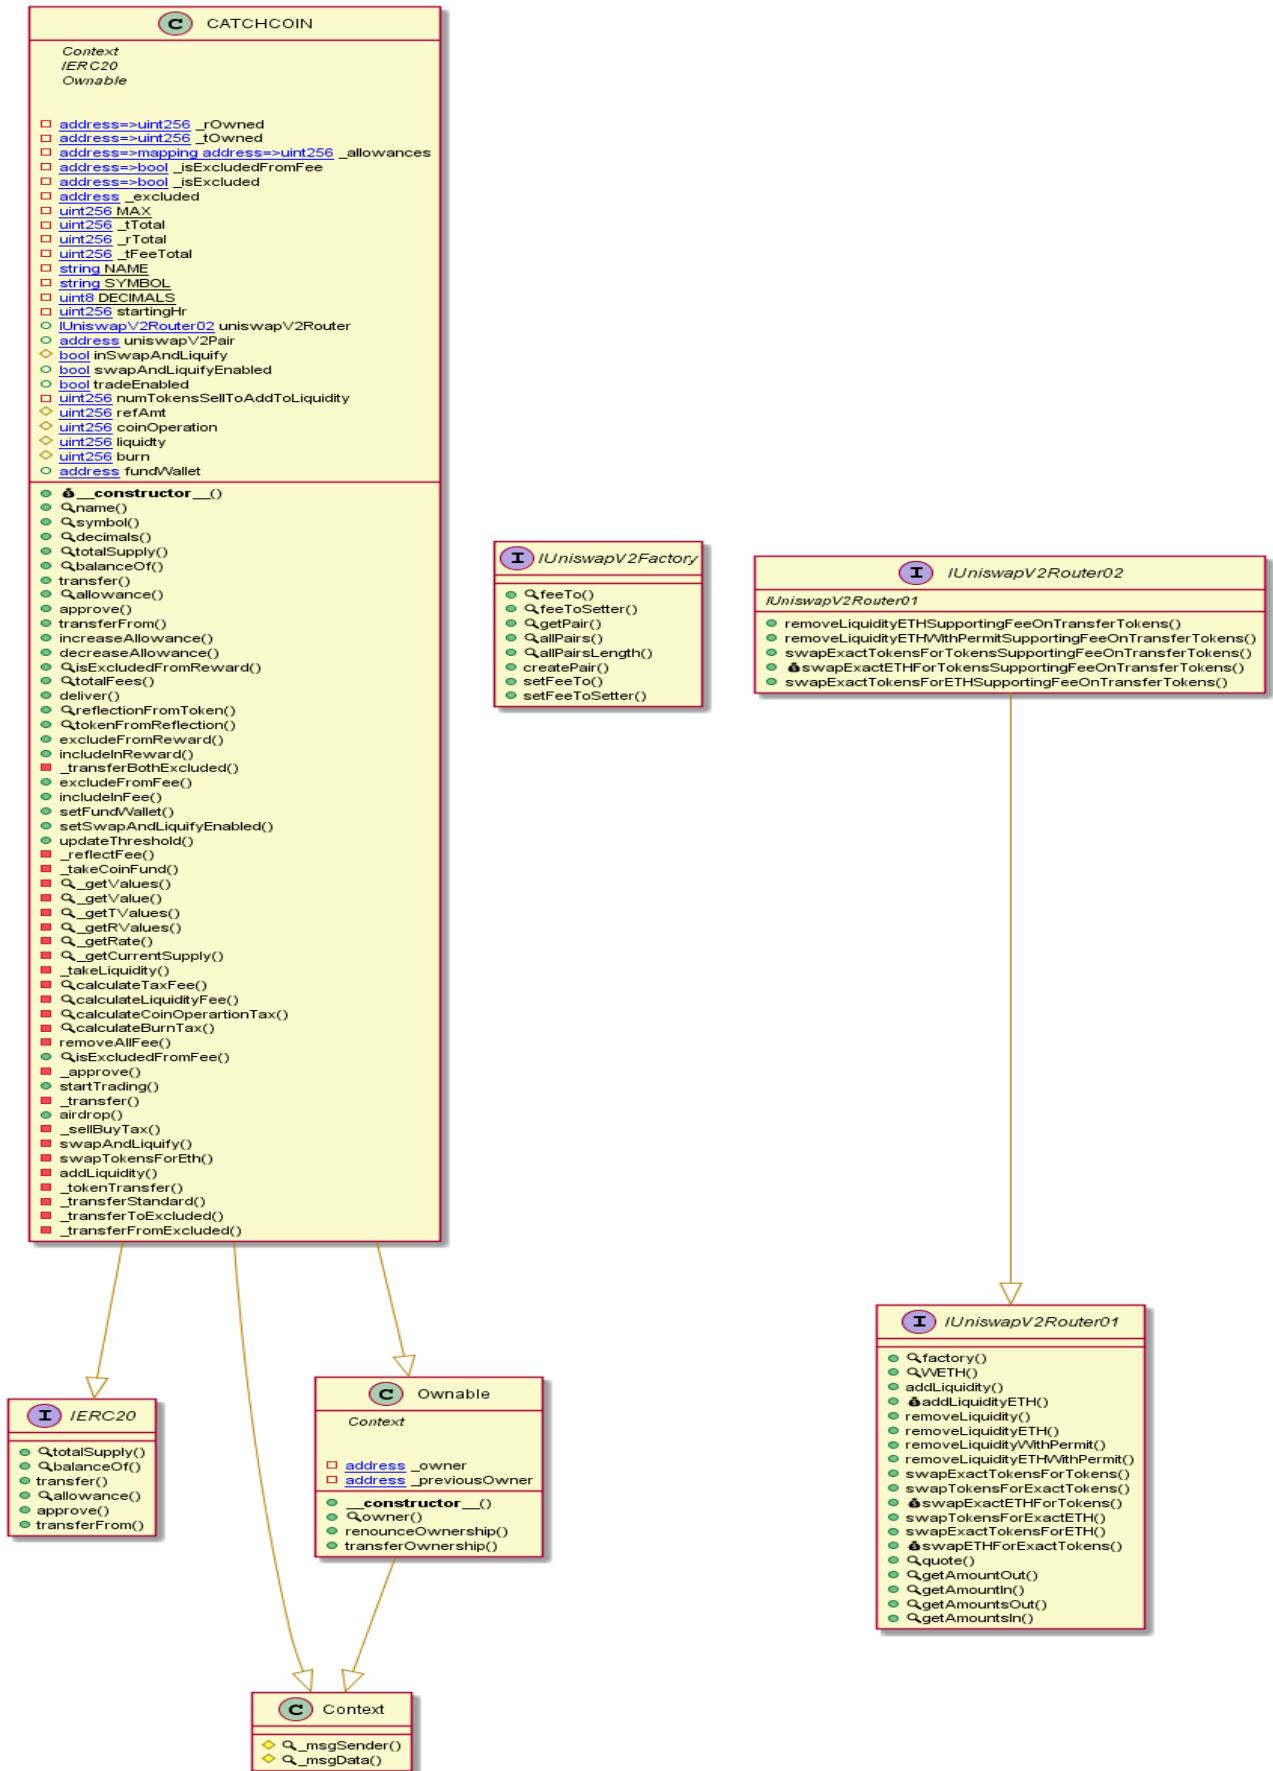 C CATCHCOIN
Context
IERC20
Ownable
address=>uint256 _rOwned
address=>uint256 _tOwned
address=>mapping address=>uint256 _allowances
address=>bool _isExcludedFromFee
address=>bool _isExcluded
address _excluded
uint256 MAX
uint256 _tTotal
uint256 _rTotal
uint256 _tFeeTotal
string NAME
string SYMBOL
uint8 DECIMALS
uint256 startingHr
IUniswapV2Router02 uniswapV2Router
address uniswapV2Pair
bool inSwapAndLiquify
bool swapAndLiquifyEnabled
bool tradeEnabled
uint256 numTokensSellToAddToLiquidity
uint256 refAmt
uint256 coinOperation
uint256 liquidty
uint256 burn
address fundWallet
__constructor__()
name()
symbol()
decimals()
totalSupply()
balanceOf()
transfer()
allowance()
approve()
transferFrom()
increaseAllowance()
decreaseAllowance()
isExcludedFromReward()
totalFees()
deliver()
reflectionFromToken()
tokenFromReflection()
excludeFromReward()
includeInReward()
_transferBothExcluded()
excludeFromFee()
includeInFee()
setFundWallet()
setSwapAndLiquifyEnabled()
updateThreshold()
_reflectFee()
_takeCoinFund()
_getValues()
_getValue()
_getTValues()
_getRValues()
_getRate()
_getCurrentSupply()
_takeLiquidity()
calculateTaxFee()
calculateLiquidityFee()
calculateCoinOperartionTax()
calculateBurnTax()
removeAllFee()
isExcludedFromFee()
_approve()
startTrading()
_transfer()
airdrop()
_sellBuyTax()
swapAndLiquify()
swapTokensForEth()
addLiquidity()
_tokenTransfer()
_transferStandard()
_transferToExcluded()
_transferFromExcluded()
I IUniswapV2Factory
feeTo()
feeToSetter()
getPair()
allPairs()
allPairsLength()
createPair()
setFeeTo()
setFeeToSetter()
I IUniswapV2Router02
IUniswapV2Router01
removeLiquidityETHSupportingFeeOnTransferTokens()
removeLiquidityETHWithPermitSupportingFeeOnTransferTokens()
swapExactTokensForTokensSupportingFeeOnTransferTokens()
swapExactETHForTokensSupportingFeeOnTransferTokens()
swapExactTokensForETHSupportingFeeOnTransferTokens()
I IERC20
totalSupply()
balanceOf()
transfer()
allowance()
approve()
transferFrom()
C Ownable
Context
address _owner
address _previousOwner
__constructor__()
owner()
renounceOwnership()
transferOwnership()
I IUniswapV2Router01
factory()
WETH()
addLiquidity()
addLiquidityETH()
removeLiquidity()
removeLiquidityETH()
removeLiquidityWithPermit()
removeLiquidityETHWithPermit()
swapExactTokensForTokens()
swapTokensForExactTokens()
swapExactETHForTokens()
swapTokensForExactETH()
swapExactTokensForETH()
swapETHForExactTokens()
quote()
getAmountOut()
getAmountIn()
getAmountsOut()
getAmountsIn()
C Context
_msgSender()
_msgData()